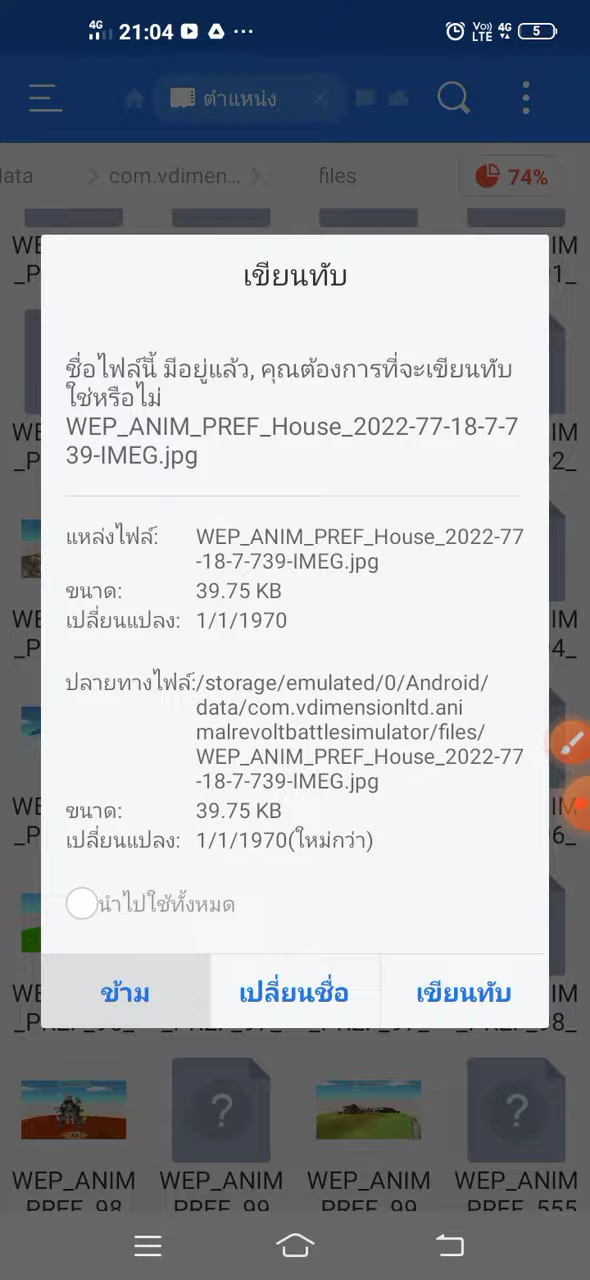 4G 21:04 ... Vo)) LTE 4G 5
ตำแหน่ง
com.vdimen... files 74%
เขียนทับ
ชื่อไฟล์นี้ มีอยู่แล้ว, คุณต้องการที่จะเขียนทับ
ใช่หรือไม่
WEP_ANIM_PREF_House_2022-77-18-7-7
39-IMEG.jpg
แหล่งไฟล์: WEP_ANIM_PREF_House_2022-77
-18-7-739-IMEG.jpg
ขนาด: 39.75 KB
เปลี่ยนแปลง: 1/1/1970
ปลายทางไฟล์:/storage/emulated/0/Android/
data/com.vdimensionltd.ani
malrevoltbattlesimulator/files/
WEP_ANIM_PREF_House_2022-77
-18-7-739-IMEG.jpg
ขนาด: 39.75 KB
เปลี่ยนแปลง: 1/1/1970(ใหม่กว่า)
นำไปใช้ทั้งหมด
ข้าม เปลี่ยนชื่อ เขียนทับ
WEP_ANIM WEP_ANIM WEP_ANIM WEP_ANIM
PREF_98 PREF_99 PREF_99 PREF_555